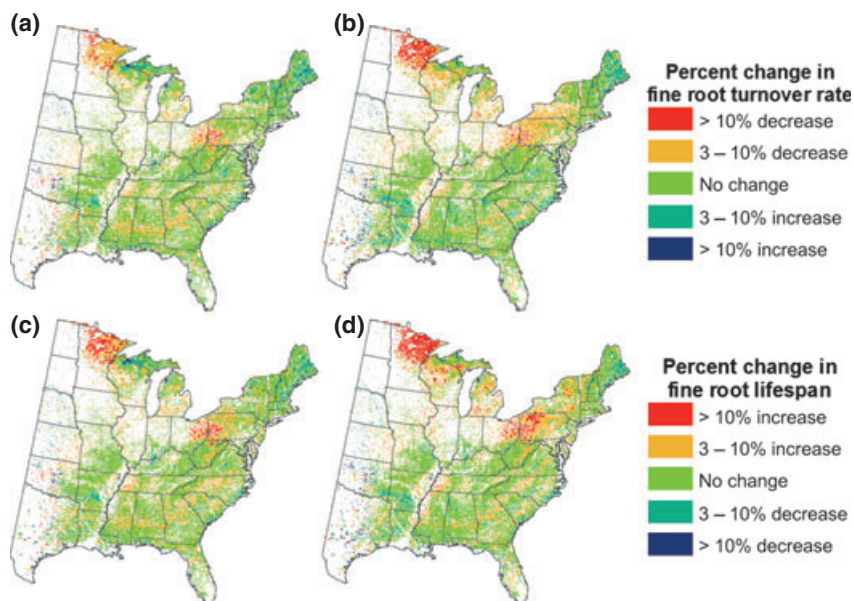 (a)
(b)
Percent change in
fine root turnover rate
> 10% decrease
3 – 10% decrease
No change
3 – 10% increase
> 10% increase
(c)
(d)
Percent change in
fine root lifespan
> 10% increase
3 – 10% increase
No change
3 – 10% decrease
> 10% decrease